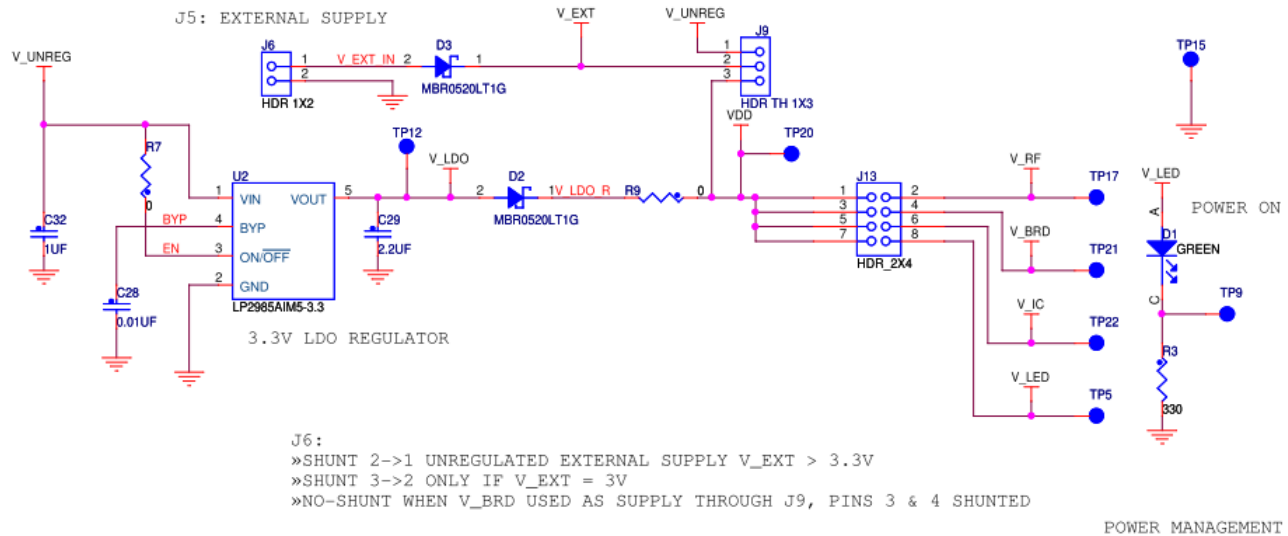 J5: EXTERNAL SUPPLY
V_EXT
V_UNREG
V_UNREG
J6
V_EXT_IN
1
2
HDR 1X2
2
D3
1
MBR0520LT1G
J9
1
2
3
HDR TH 1X3
TP15
R7
0
TP12
V_LDO
VDD
TP20
U2
1
VIN
VOUT
5
4
BYP
3
ON/OFF
2
GND
LP2985AIM5-3.3
BYP
EN
C32
1UF
C28
0.01UF
C29
2.2UF
3.3V LDO REGULATOR
2
D2
1
MBR0520LT1G
V_LDO_R
R9
0
J13
1
2
3
4
5
6
7
8
HDR_2X4
V_RF
TP17
V_BRD
TP21
V_IC
TP22
V_LED
TP5
V_LED
A
D1
GREEN
C
POWER ON
TP9
R3
330
J6:
»SHUNT 2->1 UNREGULATED EXTERNAL SUPPLY V_EXT > 3.3V
»SHUNT 3->2 ONLY IF V_EXT = 3V
»NO-SHUNT WHEN V_BRD USED AS SUPPLY THROUGH J9, PINS 3 & 4 SHUNTED
POWER MANAGEMENT